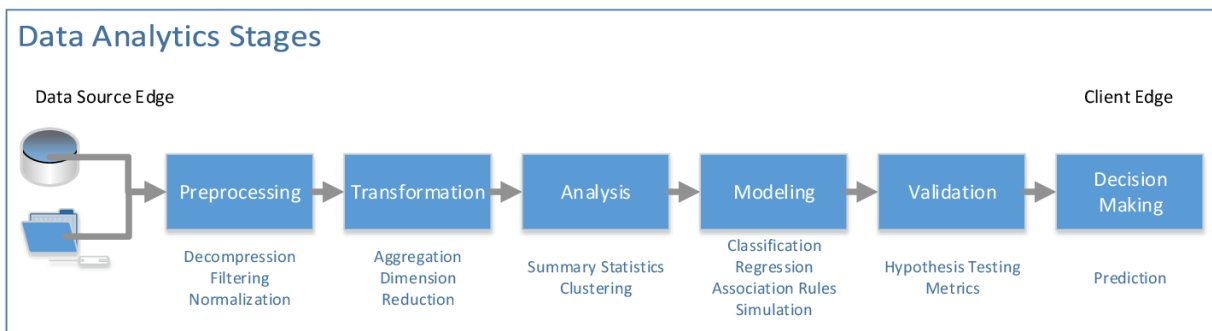 Data Analytics Stages
Data Source Edge
Client Edge
Preprocessing
Transformation
Analysis
Modeling
Validation
Decision
Making
Decompression
Filtering
Normalization
Aggregation
Dimension
Reduction
Summary Statistics
Clustering
Classification
Regression
Association Rules
Simulation
Hypothesis Testing
Metrics
Prediction